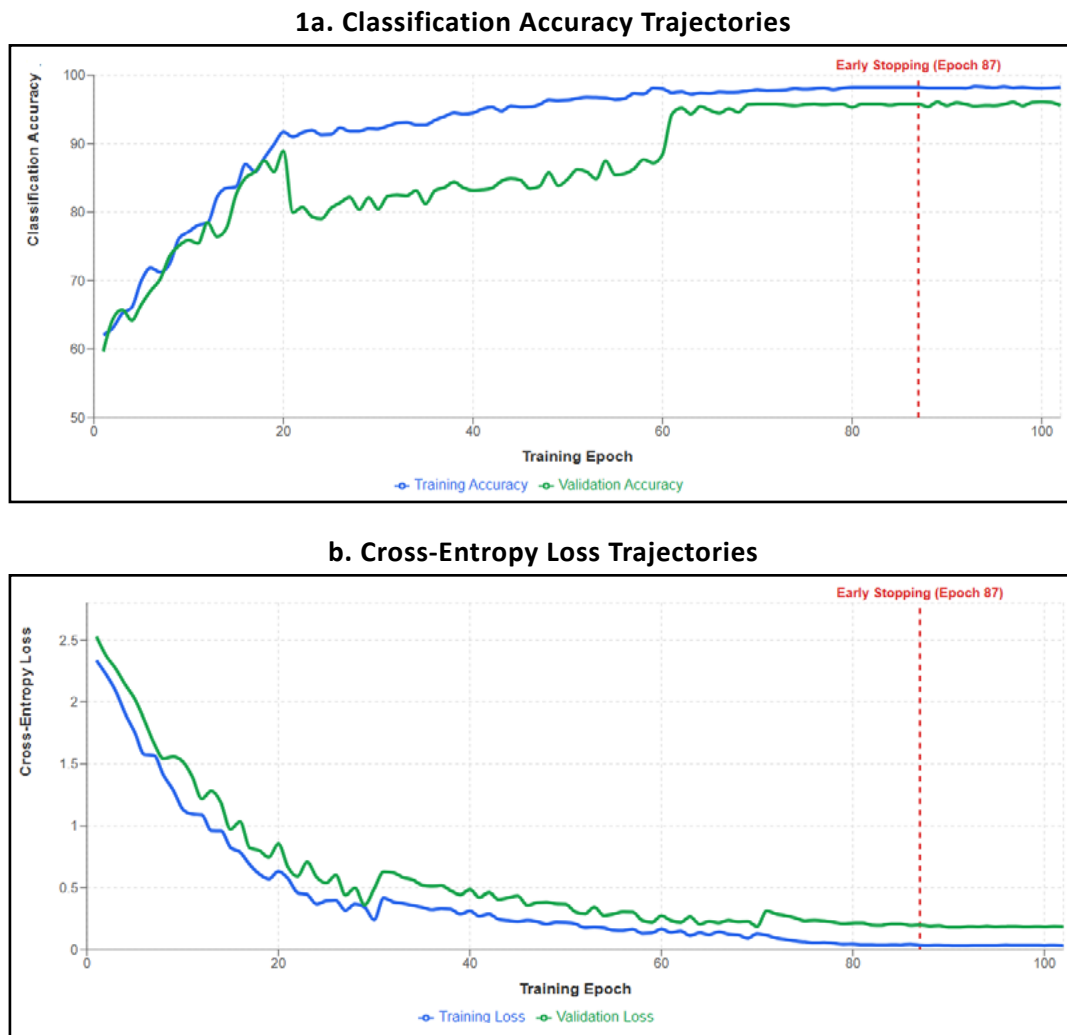 1a. Classification Accuracy Trajectories
Early Stopping (Epoch 87)
Classification Accuracy
100
90
80
70
60
50
0 20 40 60 80 100
Training Epoch
Training Accuracy Validation Accuracy
b. Cross-Entropy Loss Trajectories
Early Stopping (Epoch 87)
Cross-Entropy Loss
2.5
2
1.5
1
0.5
0
0 20 40 60 80 100
Training Epoch
Training Loss Validation Loss